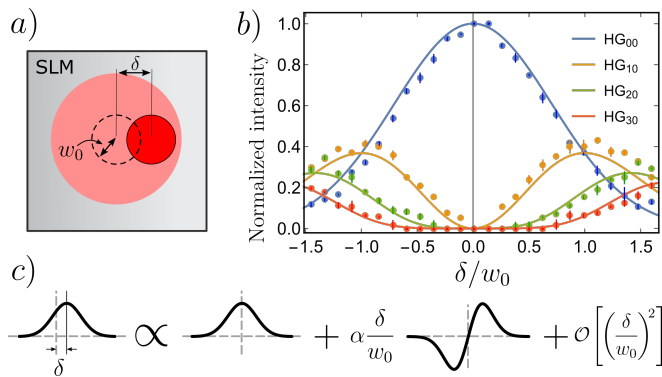 a)
SLM
δ
w₀
b)
Normalized intensity
1.0
0.8
0.6
0.4
0.2
0.0
HG₀₀
HG₁₀
HG₂₀
HG₃₀
−1.5 −1.0 −0.5 0.0 0.5 1.0 1.5
δ/w₀
c)
δ ∝ + α δ/w₀ + 𝒪[(δ/w₀)²]